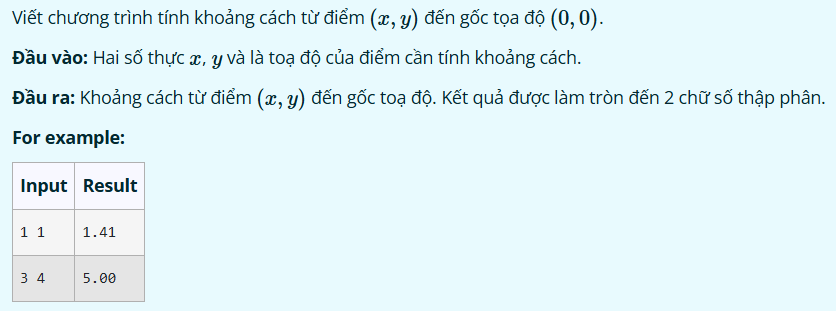 Viết chương trình tính khoảng cách từ điểm (x, y) đến gốc tọa độ (0, 0).
Đầu vào: Hai số thực x, y và là toạ độ của điểm cần tính khoảng cách.
Đầu ra: Khoảng cách từ điểm (x, y) đến gốc toạ độ. Kết quả được làm tròn đến 2 chữ số thập phân.
For example:
Input Result
1 1 1.41
3 4 5.00